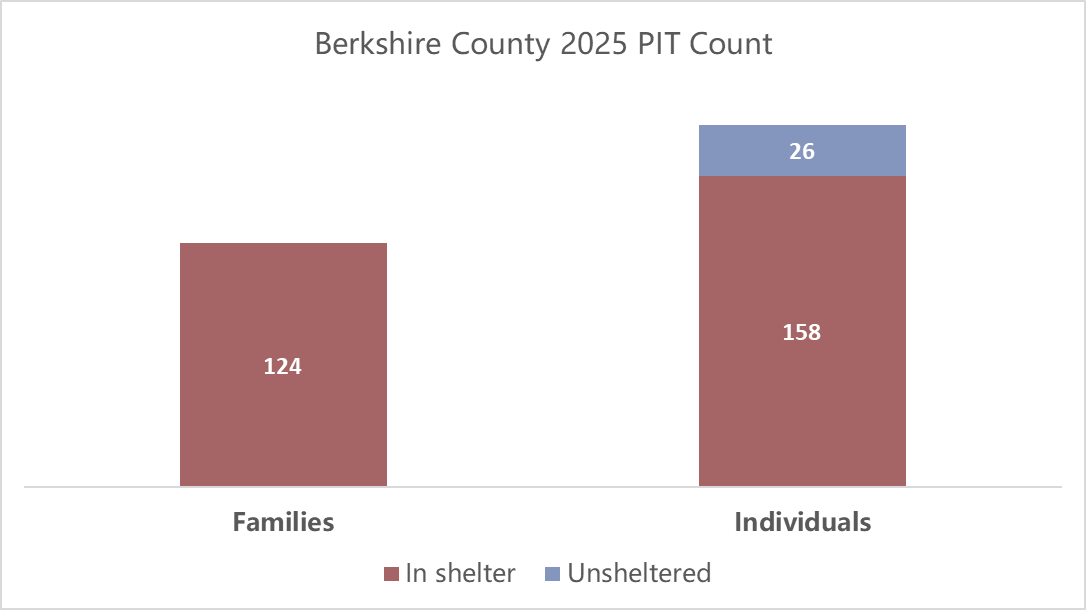 Berkshire County 2025 PIT Count
26
158
124
Families Individuals
In shelter Unsheltered